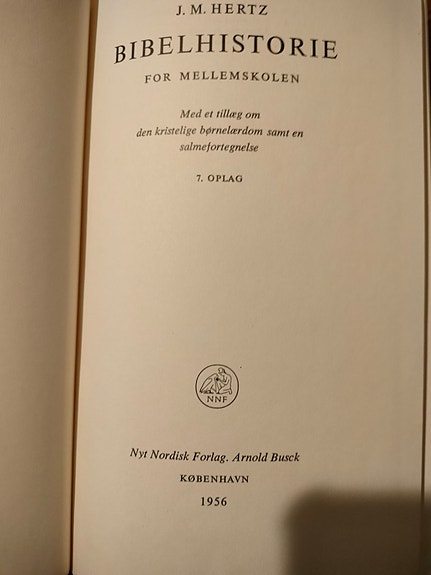 J. M. HERTZ
BIBELHISTORIE
FOR MELLEMSKOLEN
Med et tillæg om
den kristelige børnelærdom samt en
salmefortegnelse
7. OPLAG
NNF
Nyt Nordisk Forlag. Arnold Busck
KØBENHAVN
1956